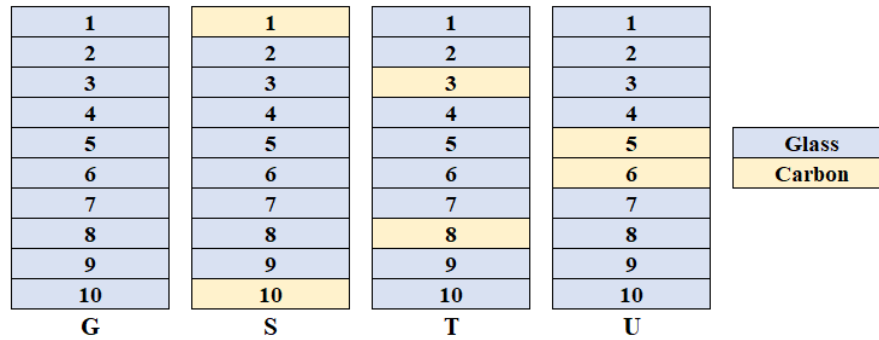 1 1 1 1
2 2 2 2
3 3 3 3
4 4 4 4
5 5 5 5 Glass
6 6 6 6 Carbon
7 7 7 7
8 8 8 8
9 9 9 9
10 10 10 10
G S T U